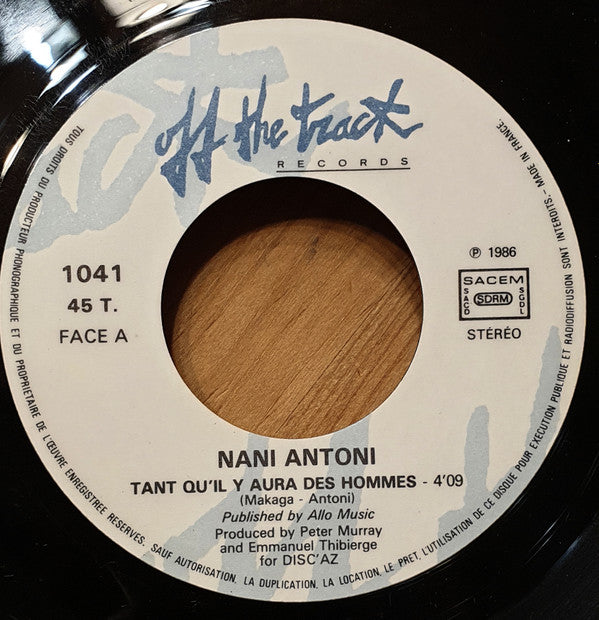 off the track
RECORDS
1041
45 T.
FACE A
℗ 1986
SACEM
SACD
SDRM
SGDL
STÉRÉO
NANI ANTONI
TANT QU'IL Y AURA DES HOMMES - 4'09
(Makaga - Antoni)
Published by Allo Music
Produced by Peter Murray
and Emmanuel Thibierge
for DISC'AZ
TOUS DROITS DU PRODUCTEUR PHONOGRAPHIQUE ET DU PROPRIETAIRE DE L'ŒUVRE ENREGISTREE RESERVES. SAUF AUTORISATION, LA DUPLICATION, LA LOCATION, LE PRET, L'UTILISATION DE CE DISQUE POUR EXECUTION PUBLIQUE ET RADIODIFFUSION SONT INTERDITS. - MADE IN FRANCE.